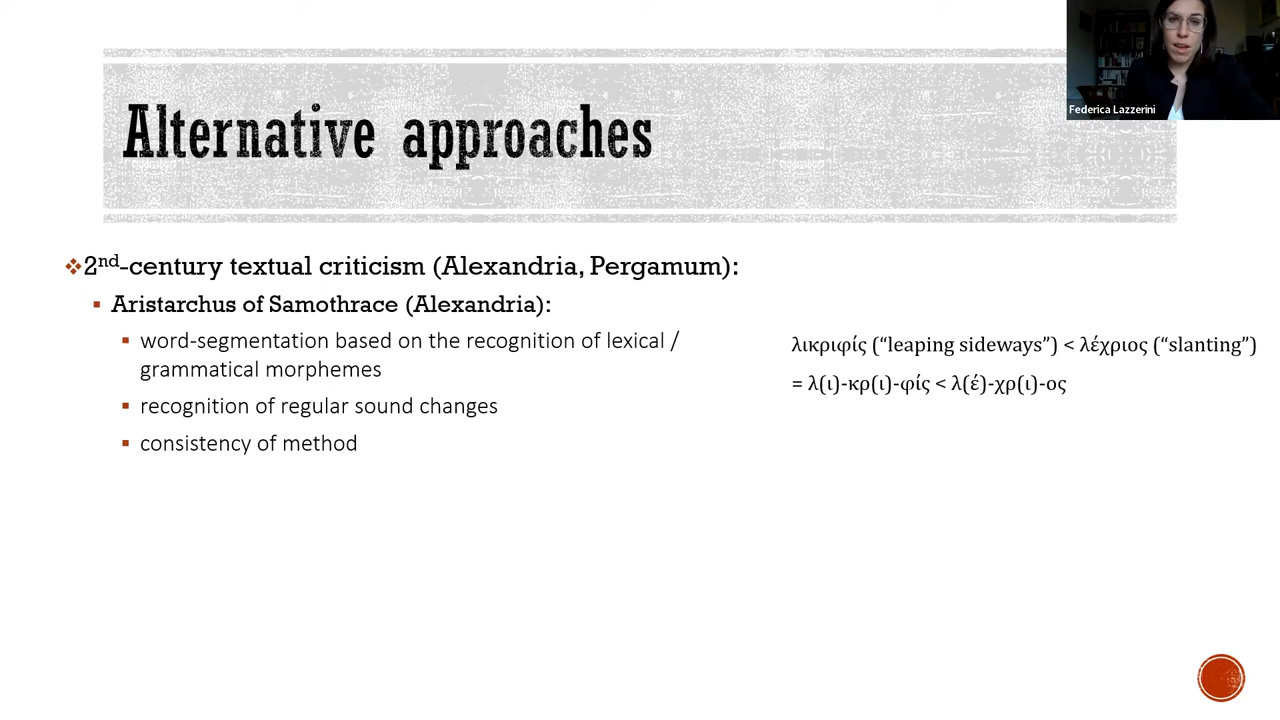 Federica Lazzerini
Alternative approaches
❖2nd-century textual criticism (Alexandria, Pergamum):
▪ Aristarchus of Samothrace (Alexandria):
▪ word-segmentation based on the recognition of lexical /
grammatical morphemes
▪ recognition of regular sound changes
▪ consistency of method
λικριφίς (“leaping sideways”) < λέχριος (“slanting”)
= λ(ι)-κρ(ι)-φίς < λ(έ)-χρ(ι)-ος